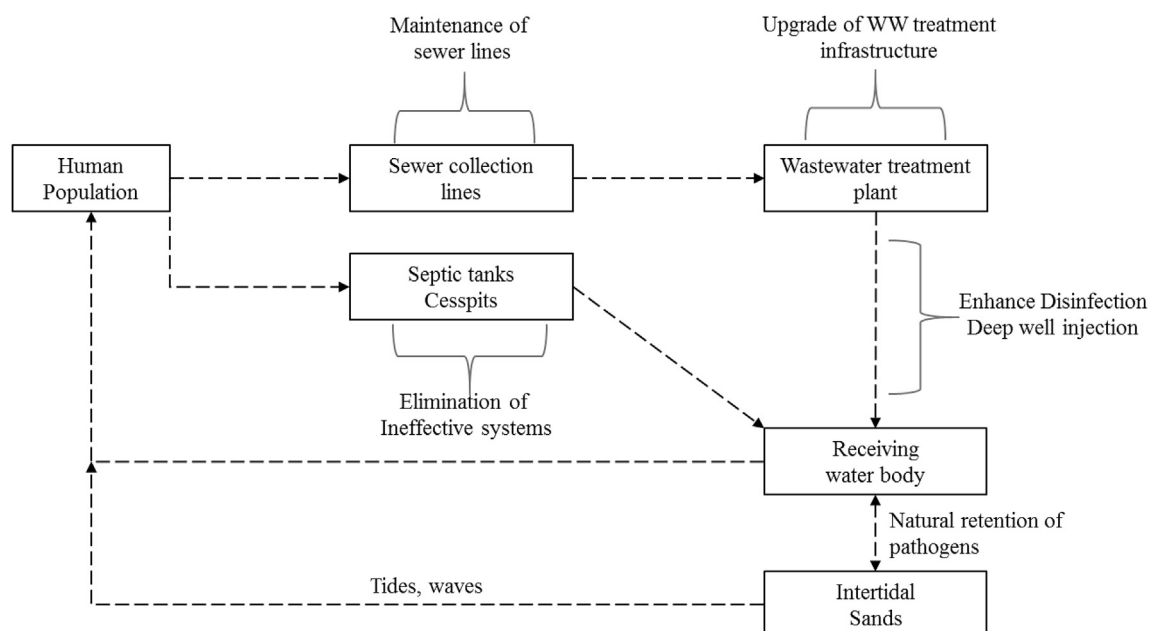 Maintenance of
sewer lines
Upgrade of WW treatment
infrastructure
Human
Population
Sewer collection
lines
Wastewater treatment
plant
Septic tanks
Cesspits
Enhance Disinfection
Deep well injection
Elimination of
Ineffective systems
Receiving
water body
Natural retention of
pathogens
Tides, waves
Intertidal
Sands